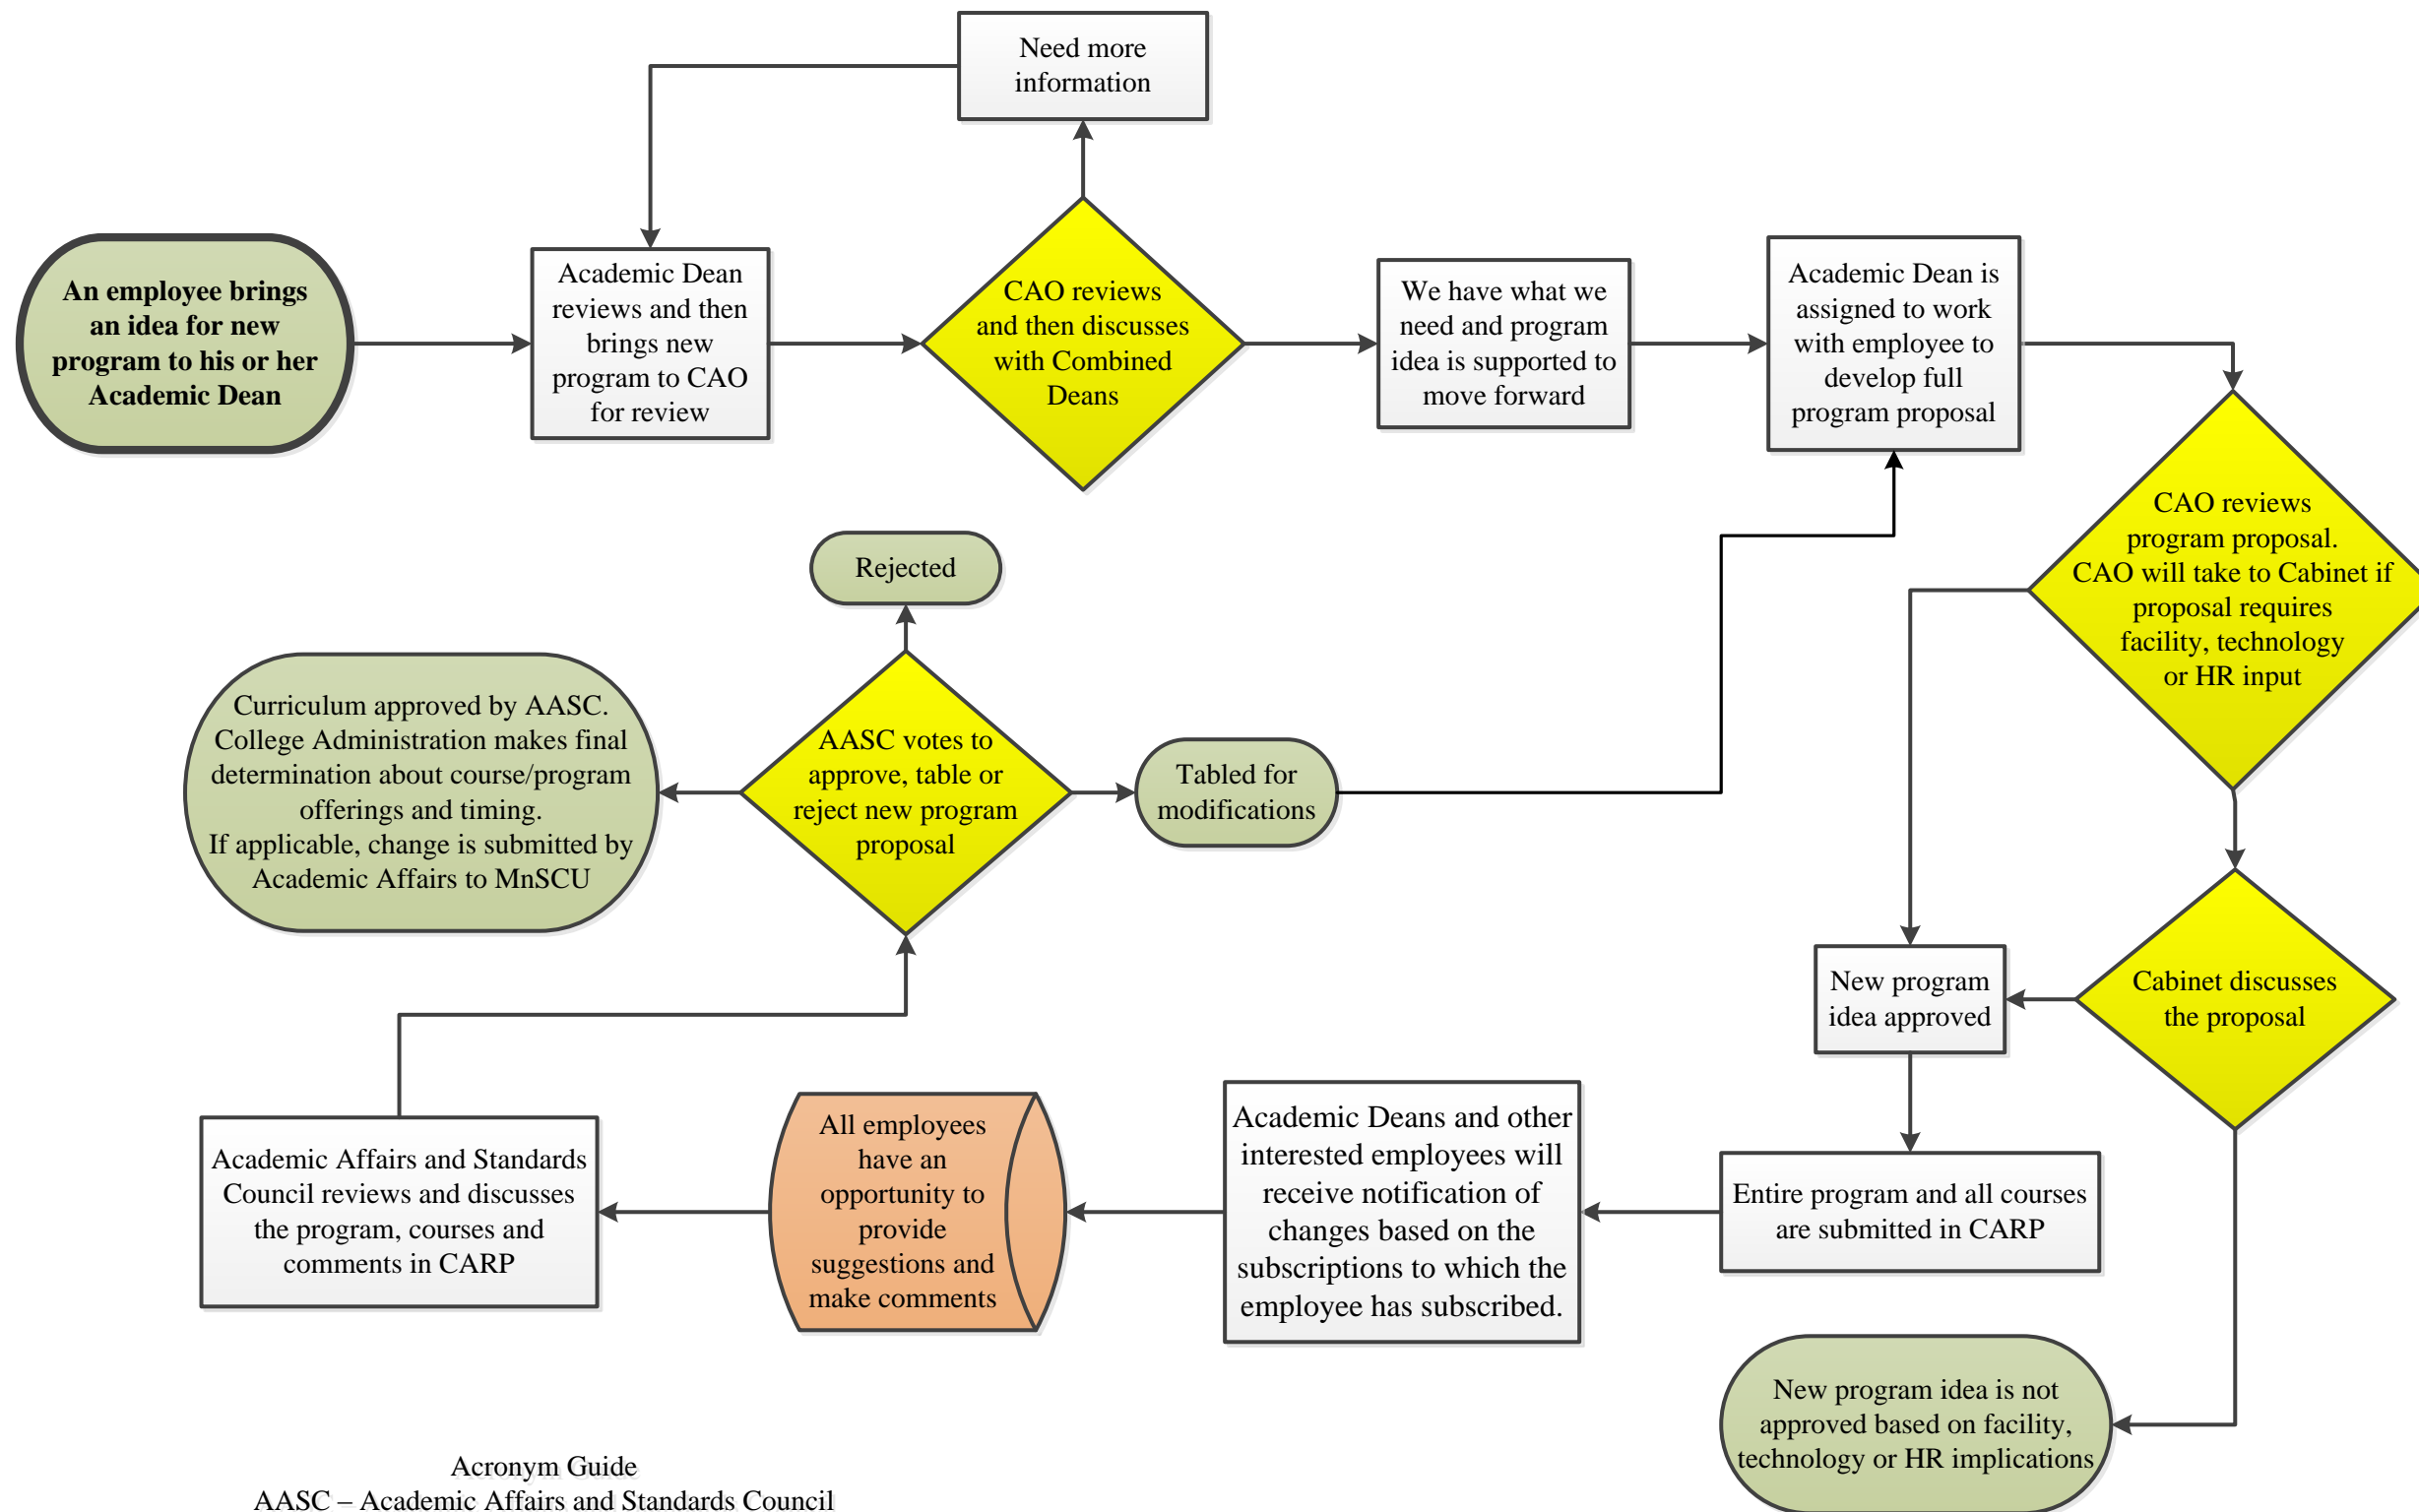 Need more
information
An employee brings
an idea for new
program to his or her
Academic Dean
Academic Dean
reviews and then
brings new
program to CAO
for review
CAO reviews
and then discusses
with Combined
Deans
We have what we
need and program
idea is supported to
move forward
Academic Dean is
assigned to work
with employee to
develop full
program proposal
CAO reviews
program proposal.
CAO will take to Cabinet if
proposal requires
facility, technology
or HR input
Rejected
Curriculum approved by AASC.
College Administration makes final
determination about course/program
offerings and timing.
If applicable, change is submitted by
Academic Affairs to MnSCU
AASC votes to
approve, table or
reject new program
proposal
Tabled for
modifications
New program
idea approved
Cabinet discusses
the proposal
Academic Affairs and Standards
Council reviews and discusses
the program, courses and
comments in CARP
All employees
have an
opportunity to
provide
suggestions and
make comments
Academic Deans and other
interested employees will
receive notification of
changes based on the
subscriptions to which the
employee has subscribed.
Entire program and all courses
are submitted in CARP
New program idea is not
approved based on facility,
technology or HR implications
Acronym Guide
AASC – Academic Affairs and Standards Council